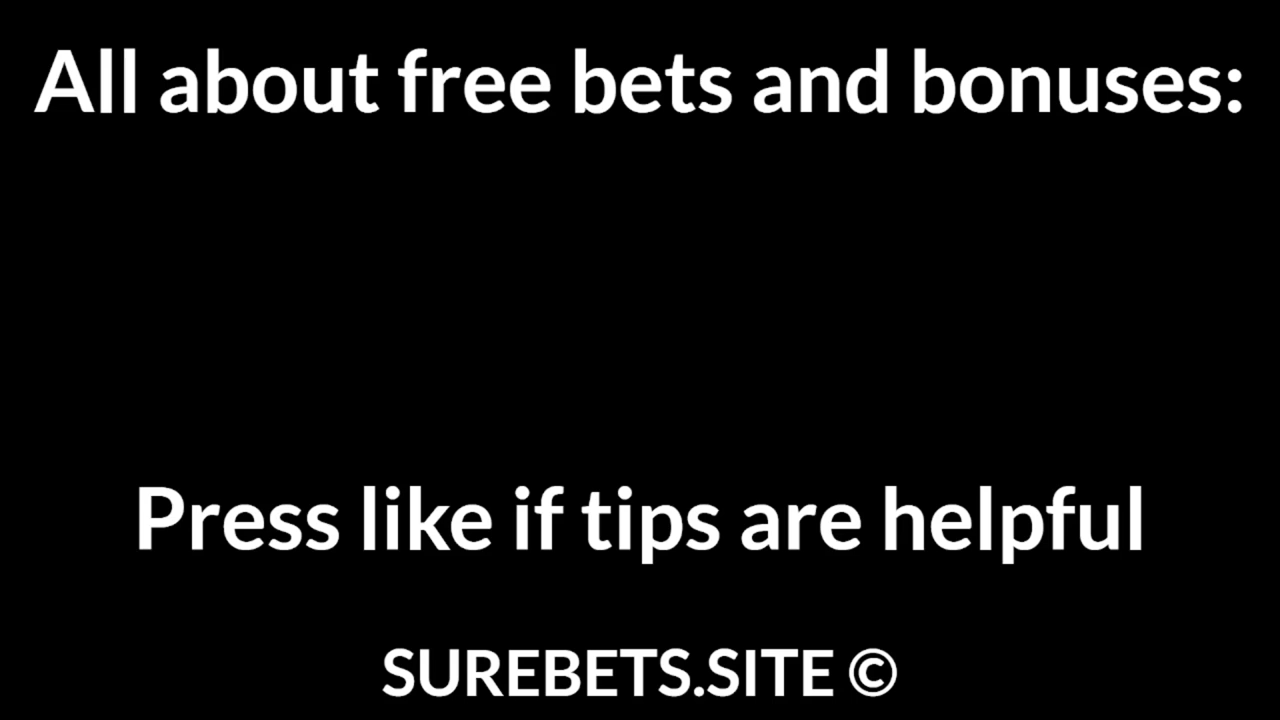 All about free bets and bonuses:
Press like if tips are helpful
SUREBETS.SITE ©